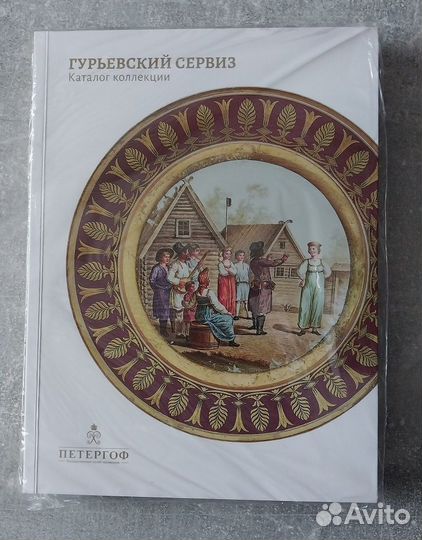 ГУРЬЕВСКИЙ СЕРВИЗ
Каталог коллекции
ПЕТЕРГОФ
Avito